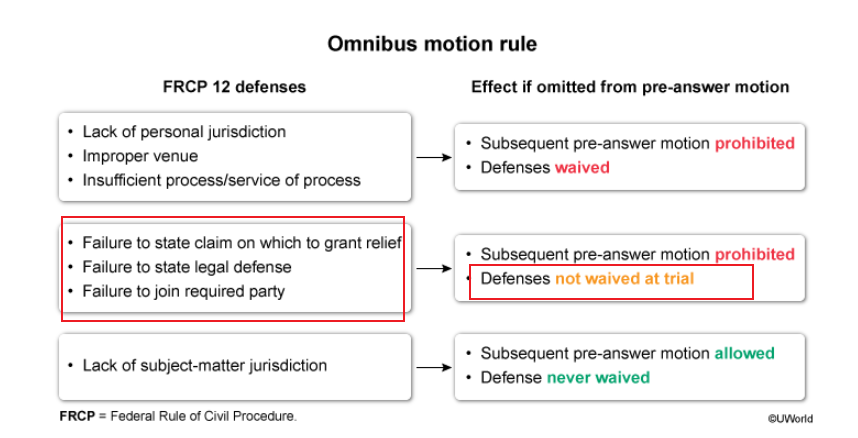 Omnibus motion rule
FRCP 12 defenses
Effect if omitted from pre-answer motion
• Lack of personal jurisdiction
• Improper venue
• Insufficient process/service of process
• Subsequent pre-answer motion prohibited
• Defenses waived
• Failure to state claim on which to grant relief
• Failure to state legal defense
• Failure to join required party
• Subsequent pre-answer motion prohibited
• Defenses not waived at trial
• Lack of subject-matter jurisdiction
• Subsequent pre-answer motion allowed
• Defense never waived
FRCP = Federal Rule of Civil Procedure.
©UWorld